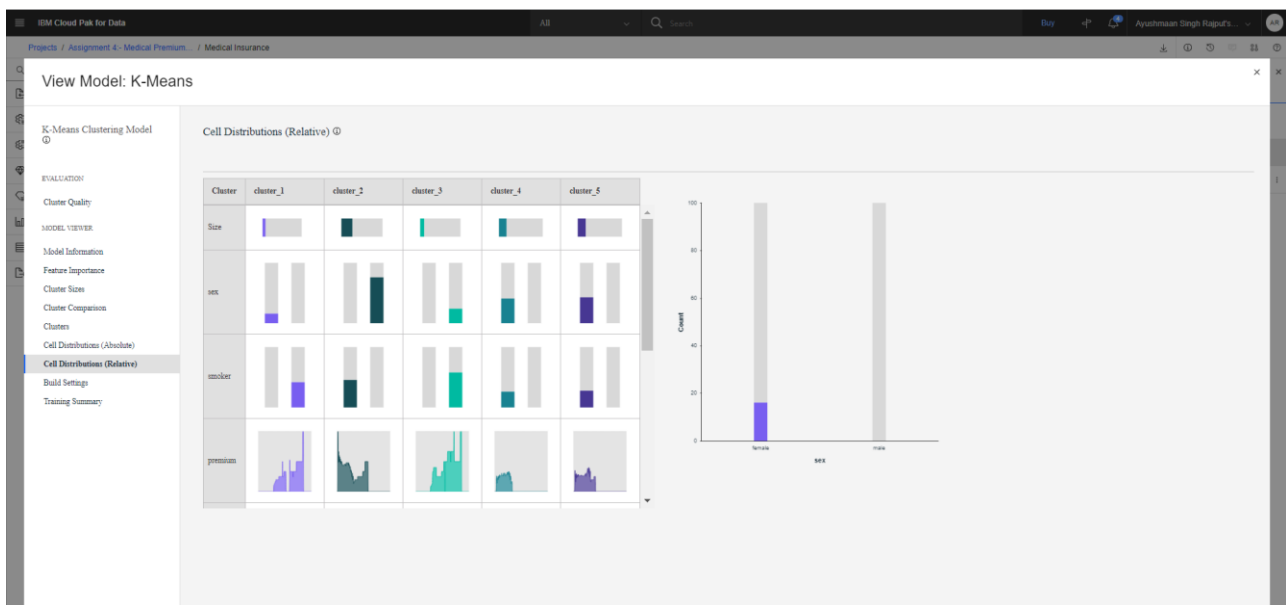 IBM Cloud Pak for Data
All
Search
Buy
Ayushmaan Singh Rajput's...
AR
Projects / Assignment 4:- Medical Premium... / Medical Insurance
View Model: K-Means
K-Means Clustering Model
EVALUATION
Cluster Quality
MODEL VIEWER
Model Information
Feature Importance
Cluster Sizes
Cluster Comparison
Clusters
Cell Distributions (Absolute)
Cell Distributions (Relative)
Build Settings
Training Summary
Cell Distributions (Relative)
Cluster cluster_1 cluster_2 cluster_3 cluster_4 cluster_5
Size
sex
smoker
premium
100
80
60
40
20
0
Count
female male
sex